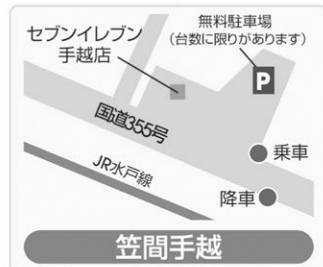 セブンイレブン
手越店
無料駐車場
(台数に限りがあります)
P
国道355号
JR水戸線
乗車
降車
笠間手越